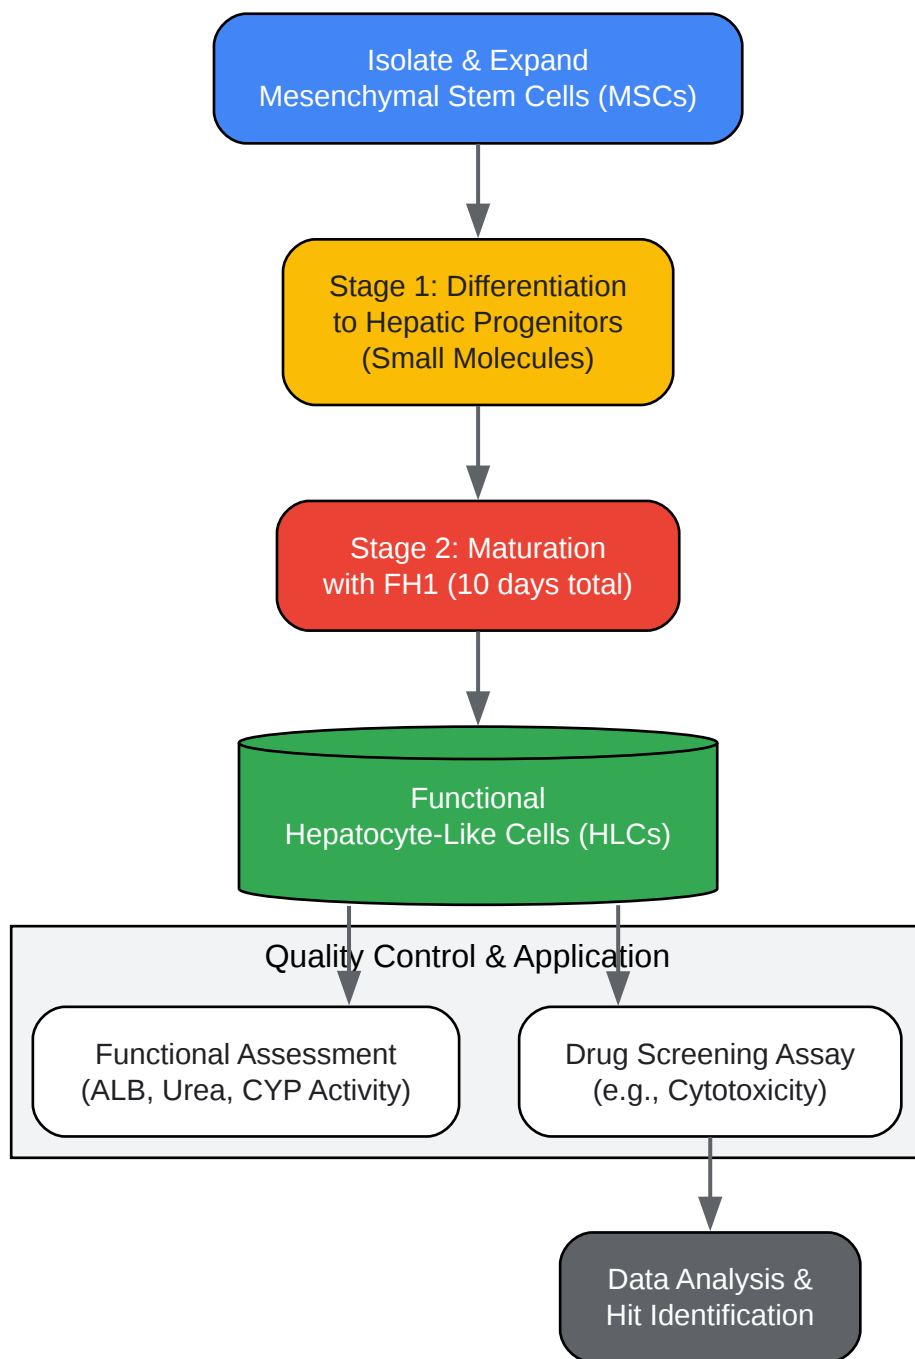 Isolate & Expand
Mesenchymal Stem Cells (MSCs)
Stage 1: Differentiation
to Hepatic Progenitors
(Small Molecules)
Stage 2: Maturation
with FH1 (10 days total)
Functional
Hepatocyte-Like Cells (HLCs)
Quality Control & Application
Functional Assessment
(ALB, Urea, CYP Activity)
Drug Screening Assay
(e.g., Cytotoxicity)
Data Analysis &
Hit Identification